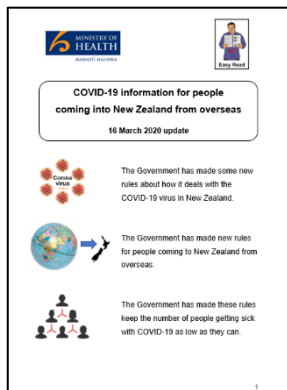 MINISTRY OF
HEALTH
MANATŪ HAUORA
Easy Read
COVID-19 information for people
coming into New Zealand from overseas
16 March 2020 update
Corona
virus
The Government has made some new
rules about how it deals with the
COVID-19 virus in New Zealand.
The Government has made new rules
for people coming to New Zealand from
overseas.
The Government has made these rules
keep the number of people getting sick
with COVID-19 as low as they can.
1